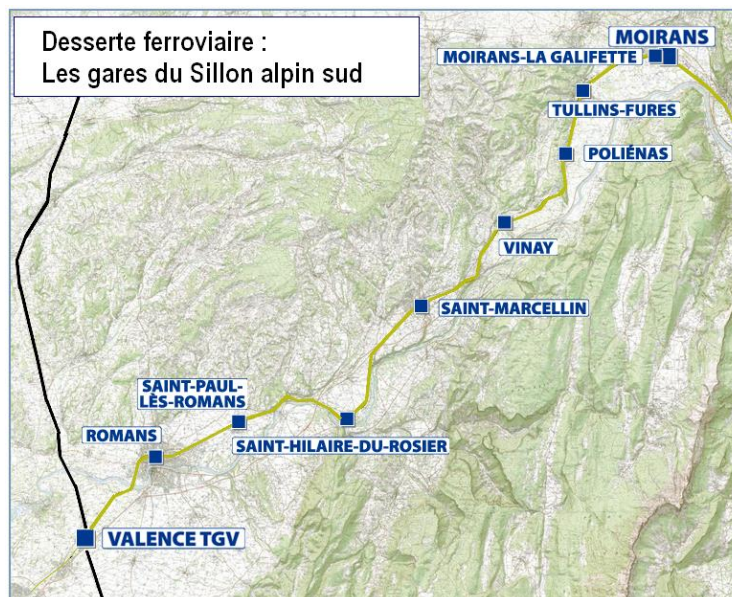 Desserte ferroviaire :
Les gares du Sillon alpin sud
MOIRANS
MOIRANS-LA GALIFETTE
TULLINS-FURES
POLIÉNAS
VINAY
SAINT-MARCELLIN
SAINT-PAUL-
LÈS-ROMANS
ROMANS
SAINT-HILAIRE-DU-ROSIER
VALENCE TGV